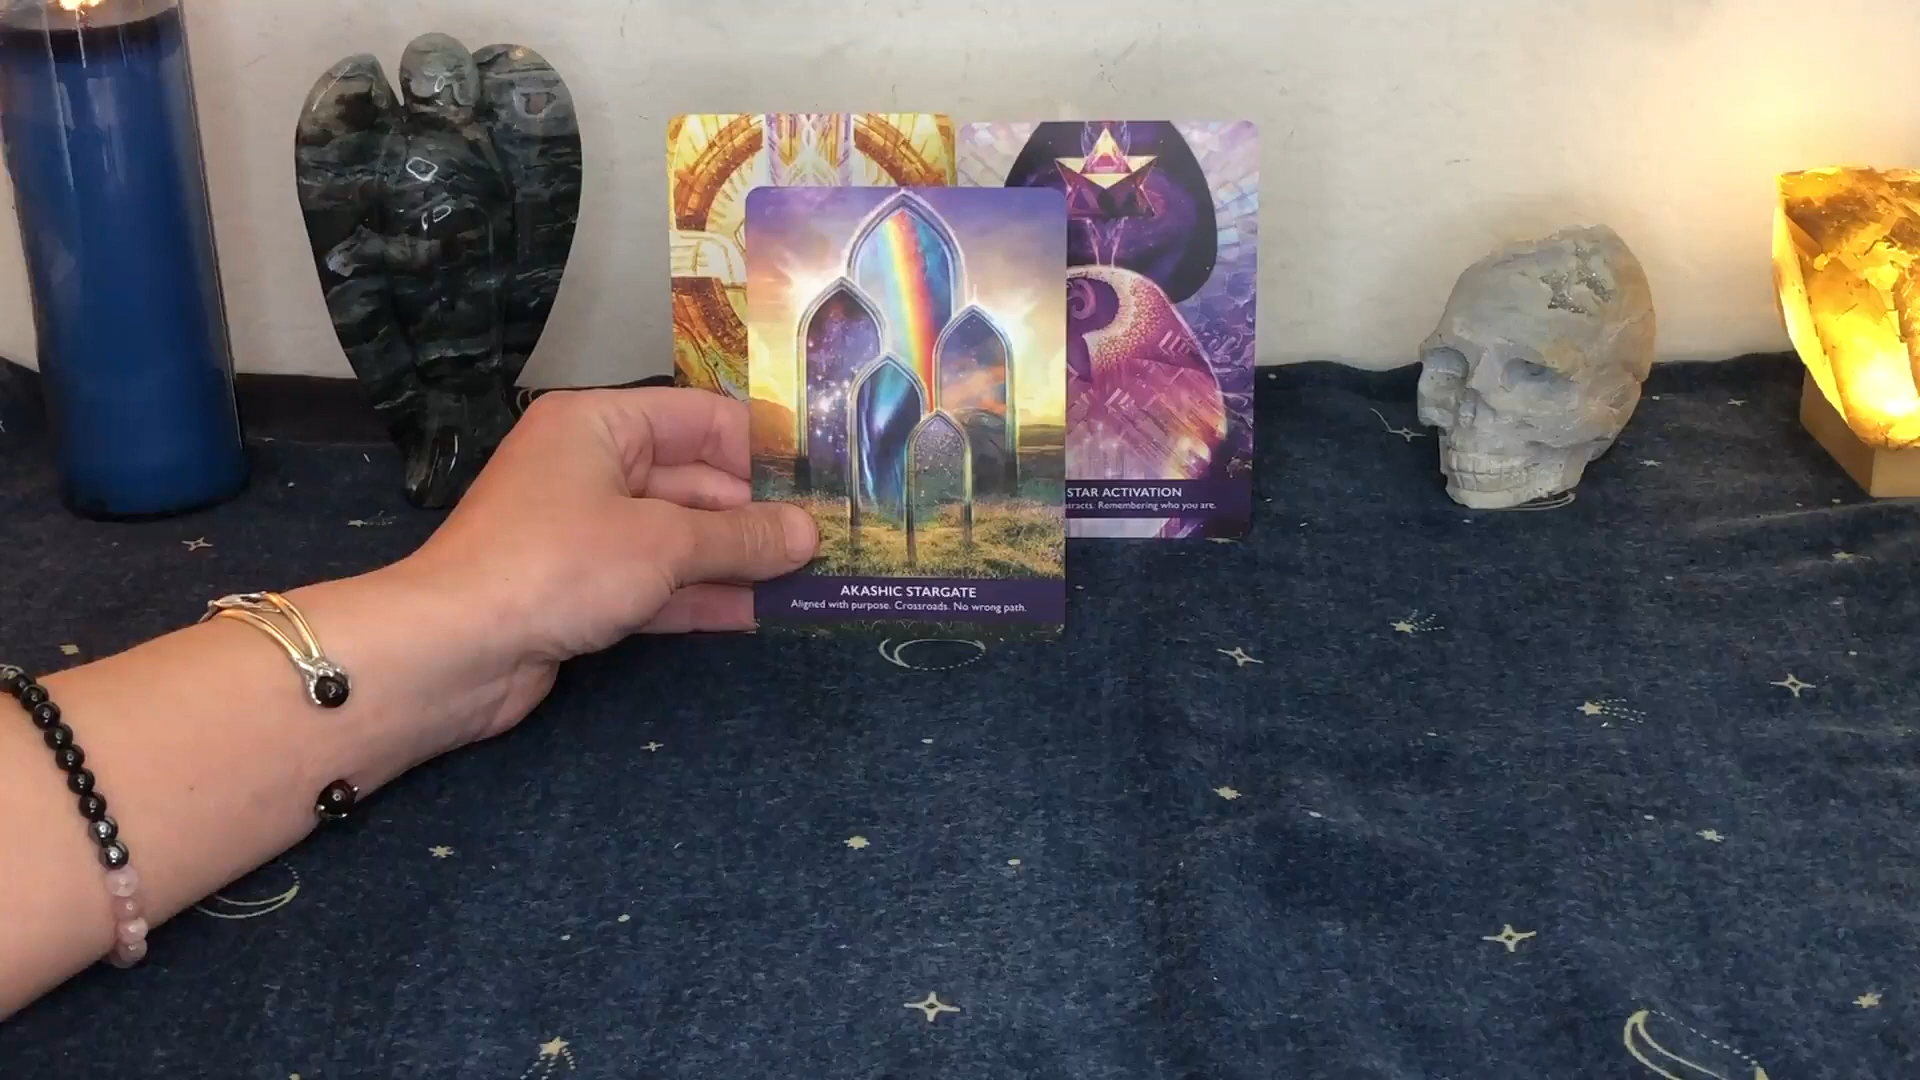 STAR ACTIVATION
Remembering who you are.
AKASHIC STARGATE
Aligned with purpose. Crossroads. No wrong path.